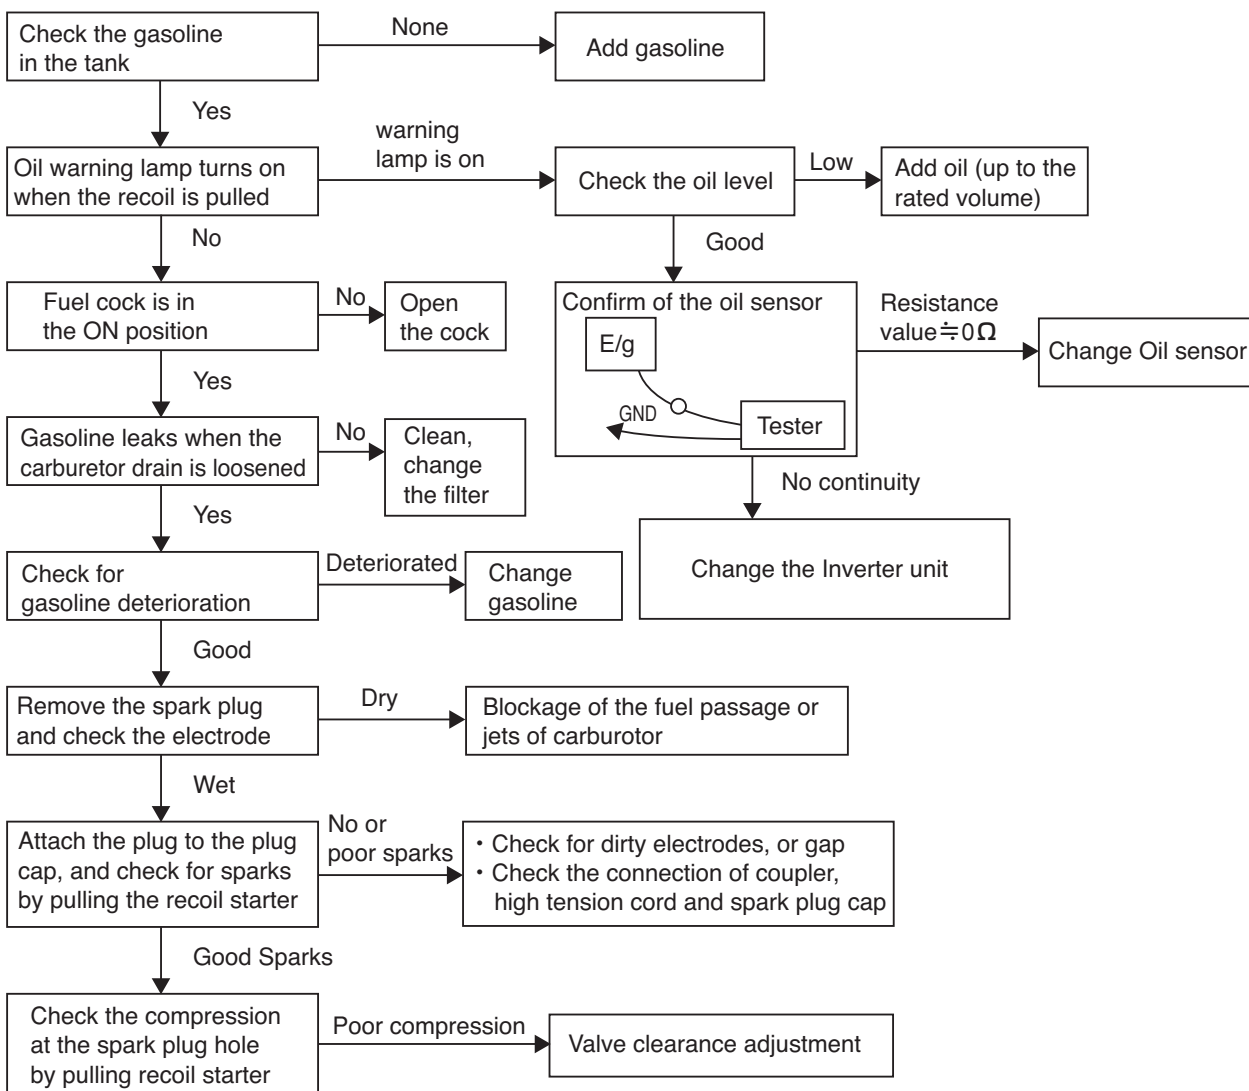 Check the gasoline
in the tank
None
Add gasoline
Yes
Oil warning lamp turns on
when the recoil is pulled
warning
lamp is on
Check the oil level
Low
Add oil (up to the
rated volume)
No
Good
Fuel cock is in
the ON position
No
Open
the cock
Confirm of the oil sensor
E/g
GND
Tester
Resistance
value≒0Ω
Change Oil sensor
Yes
Gasoline leaks when the
carburetor drain is loosened
No
Clean,
change
the filter
No continuity
Change the Inverter unit
Yes
Check for
gasoline deterioration
Deteriorated
Change
gasoline
Good
Remove the spark plug
and check the electrode
Dry
Blockage of the fuel passage or
jets of carburotor
Wet
Attach the plug to the plug
cap, and check for sparks
by pulling the recoil starter
No or
poor sparks
・Check for dirty electrodes, or gap
・Check the connection of coupler,
high tension cord and spark plug cap
Good Sparks
Check the compression
at the spark plug hole
by pulling recoil starter
Poor compression
Valve clearance adjustment